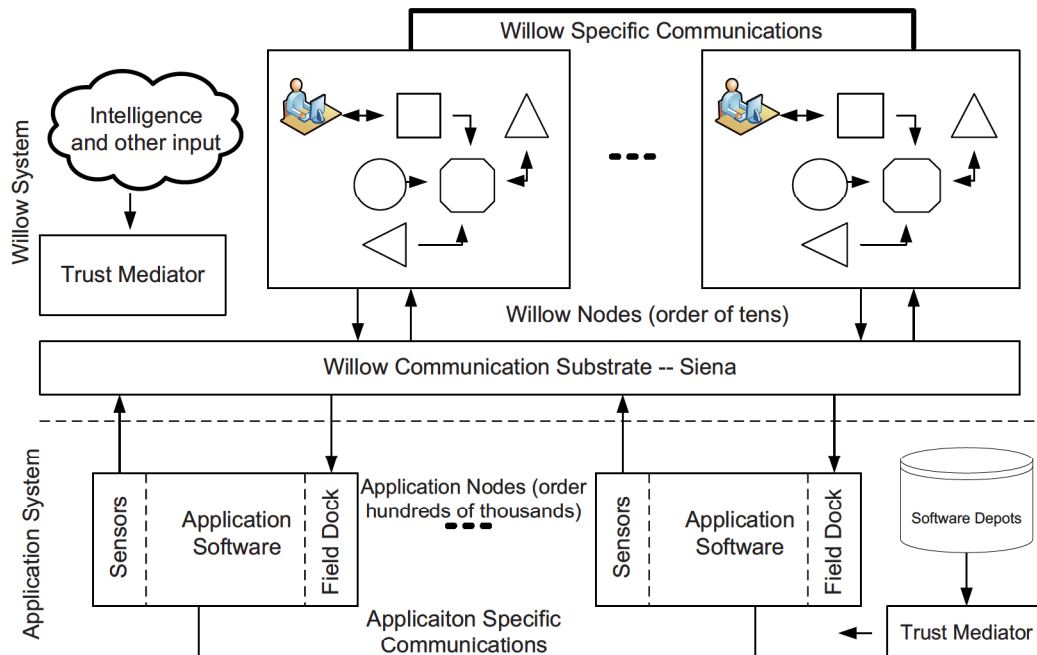 Willow Specific Communications
Willow System
Intelligence
and other input
Trust Mediator
Willow Nodes (order of tens)
Willow Communication Substrate -- Siena
Application System
Sensors
Application
Software
Field Dock
Application Nodes (order
hundreds of thousands)
Sensors
Application
Software
Field Dock
Software Depots
Applicaiton Specific
Communications
Trust Mediator